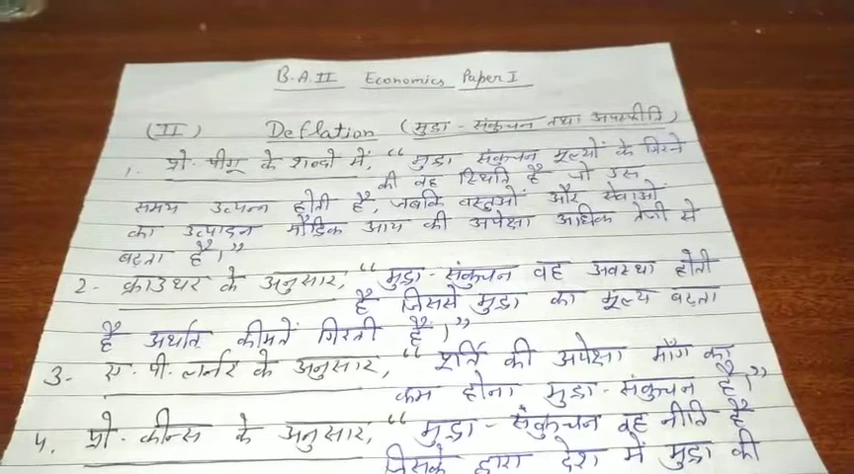 B.A.II Economics Paper I
(II) Deflation (मुद्रा-संकुचन तथा अपस्फीति)
1. प्रो. पीगू के शब्दो में, “मुद्रा संकुचन मूल्यों के गिरने
की वह स्थिति है जो उस
समय उत्पन्न होती है, जबकि वस्तुओं और सेवाओं
का उत्पादन मौद्रिक आय की अपेक्षा अधिक तेजी से
बढ़ता है।”
2- क्राउथर के अनुसार, “मुद्रा-संकुचन वह अवस्था होती
है जिससे मुद्रा का मूल्य बढ़ता
है अर्थात कीमतें गिरती है।”
3- ए. पी. लर्नर के अनुसार, “पूर्ति की अपेक्षा माँग का
कम होना मुद्रा-संकुचन है।”
4. प्रो. कीन्स के अनुसार, “मुद्रा-संकुचन वह नीति है
जिसके द्वारा देश में मुद्रा की